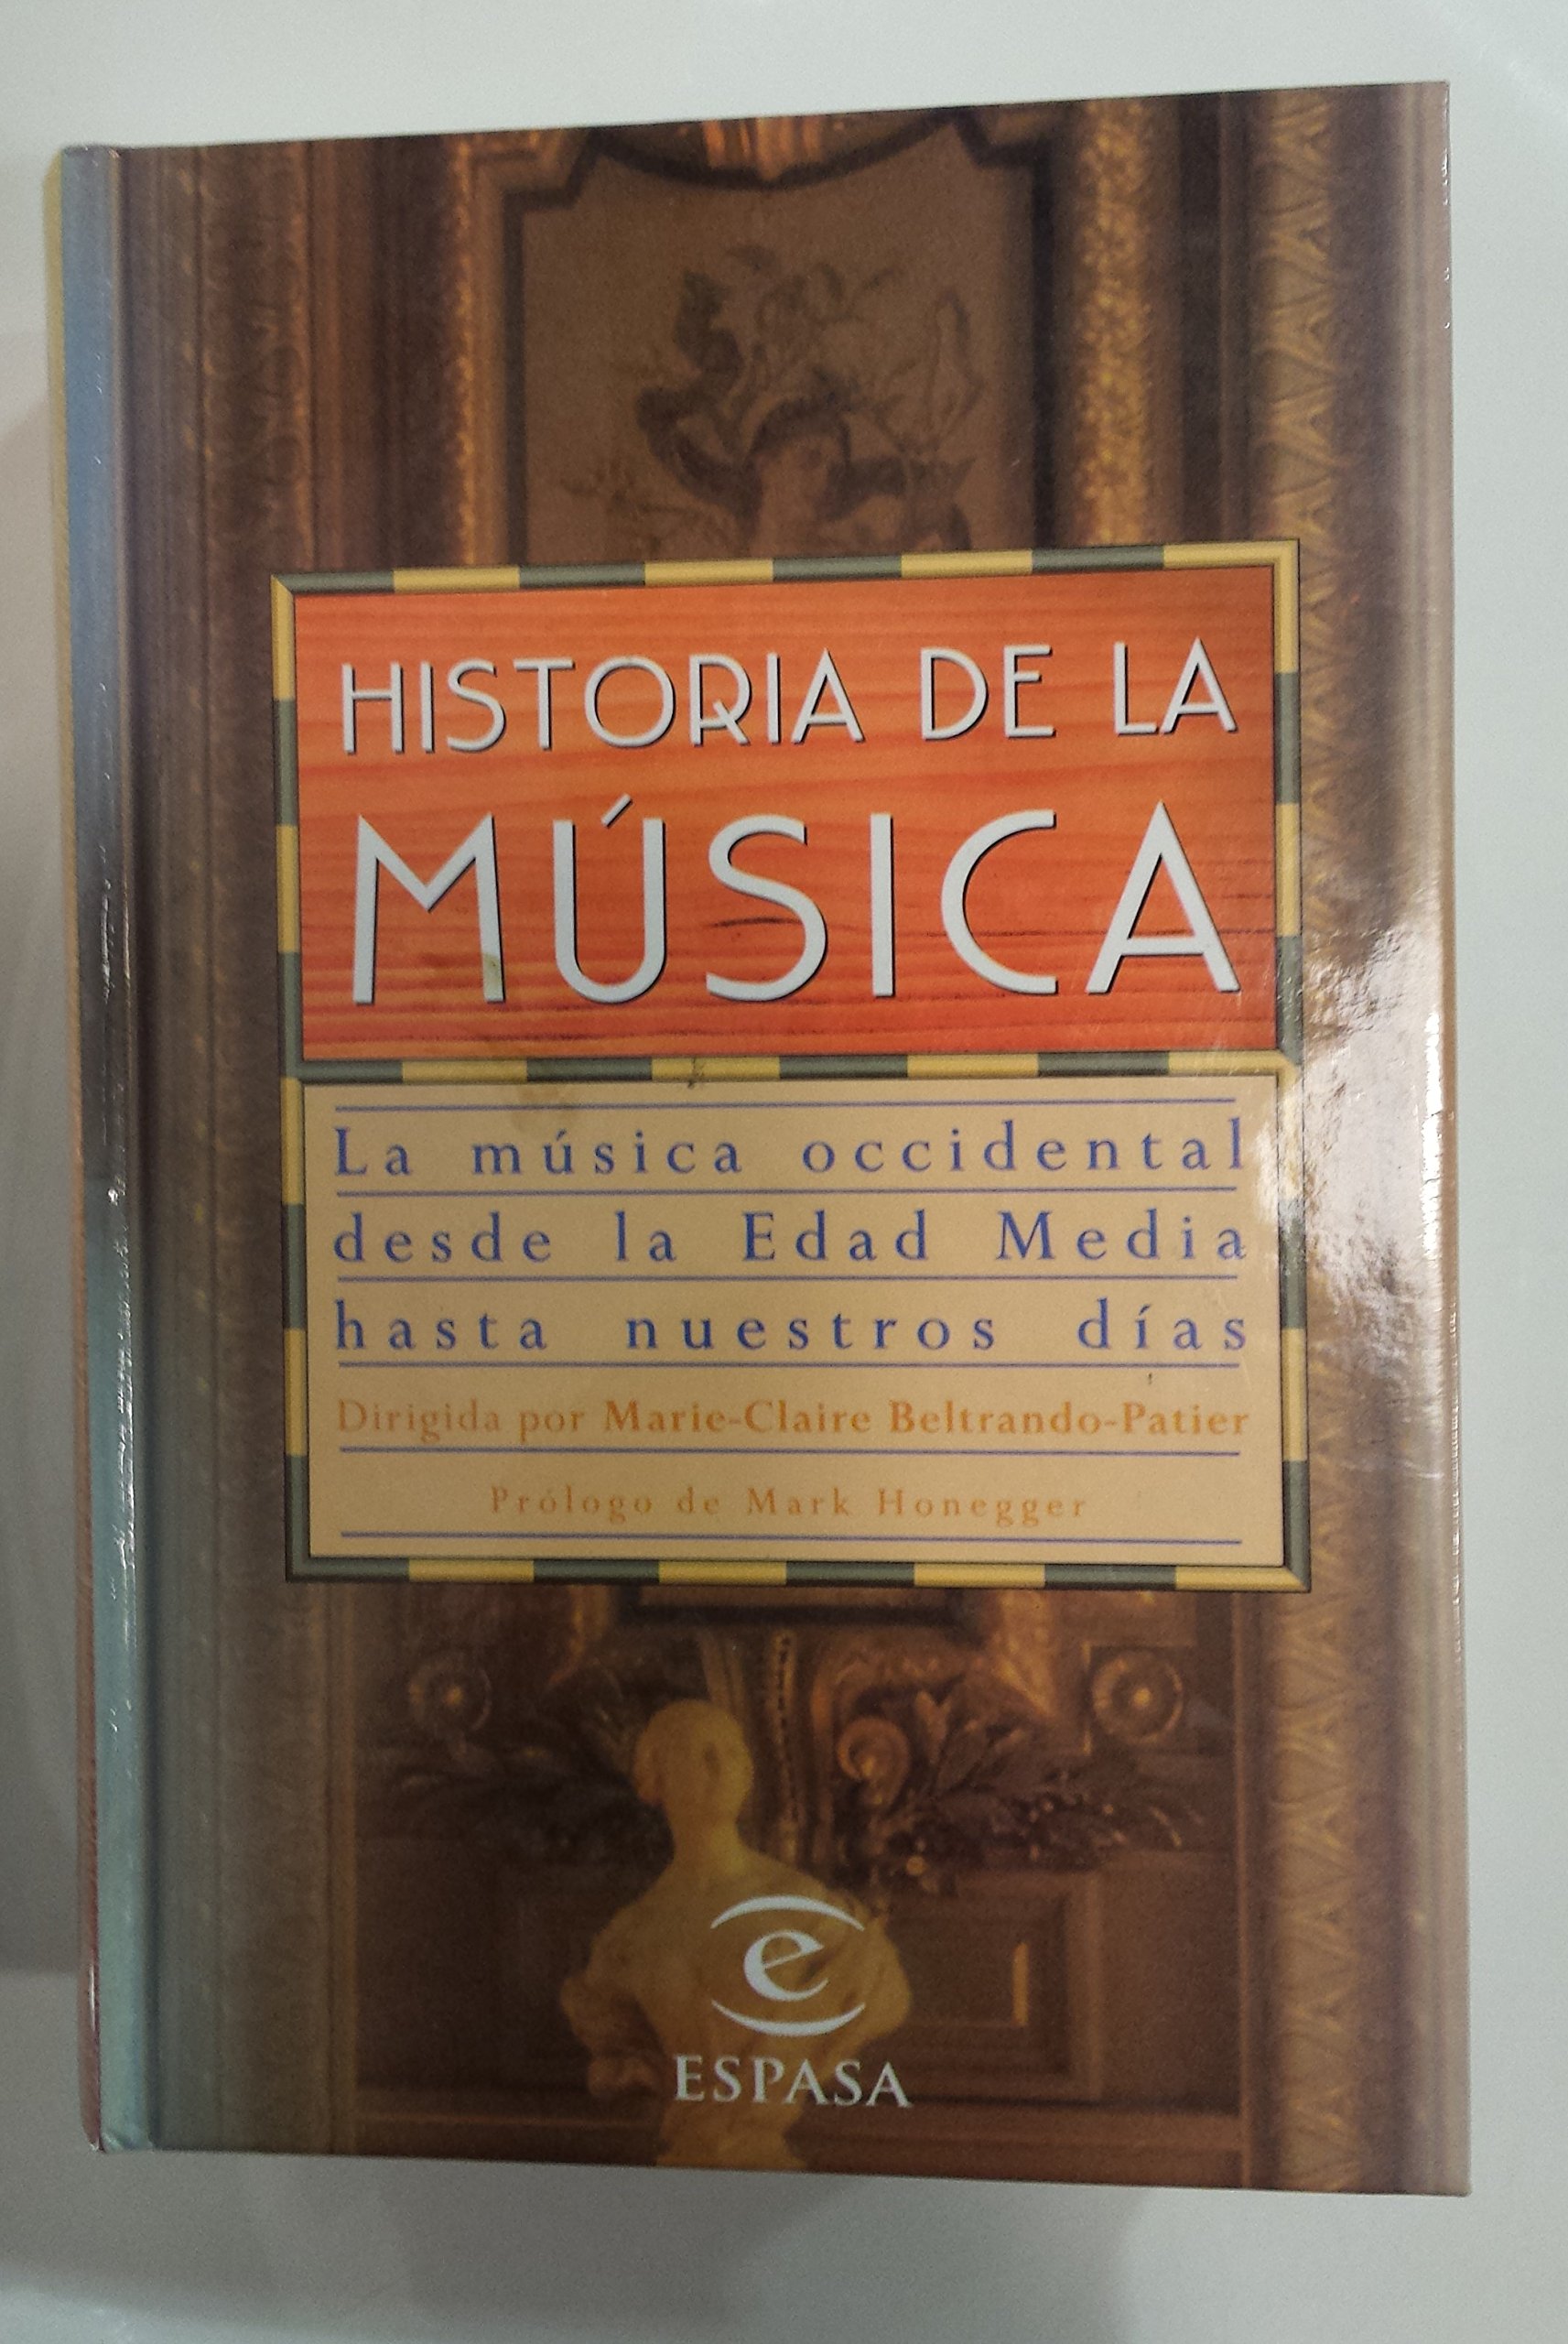 HISTORIA DE LA
MÚSICA
La música occidental
desde la Edad Media
hasta nuestros días
Dirigida por Marie-Claire Beltrando-Patier
Prólogo de Mark Honegger
e
ESPASA